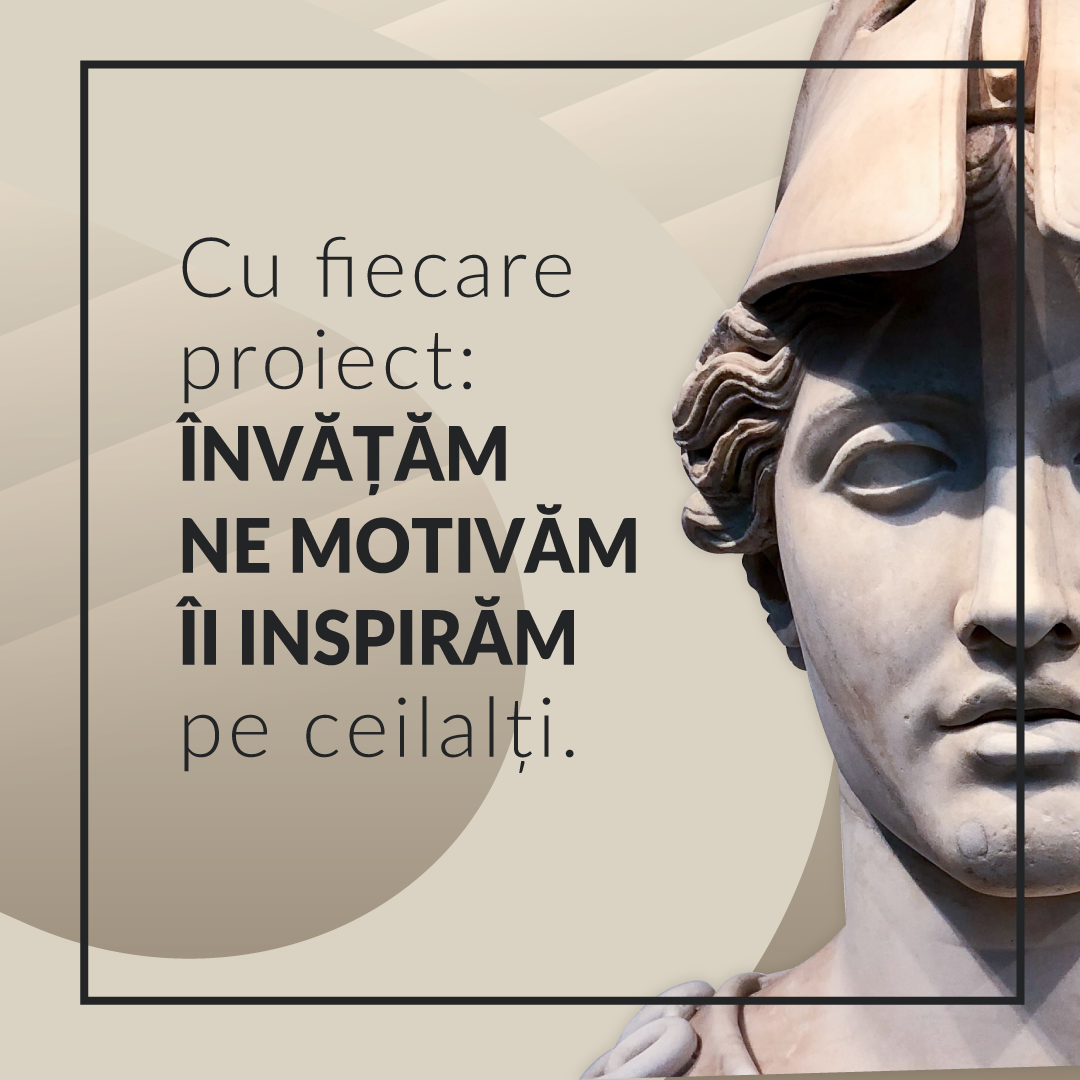 Cu fiecare
proiect:
ÎNVĂȚĂM
NE MOTIVĂM
ÎI INSPIRĂM
pe ceilalți.